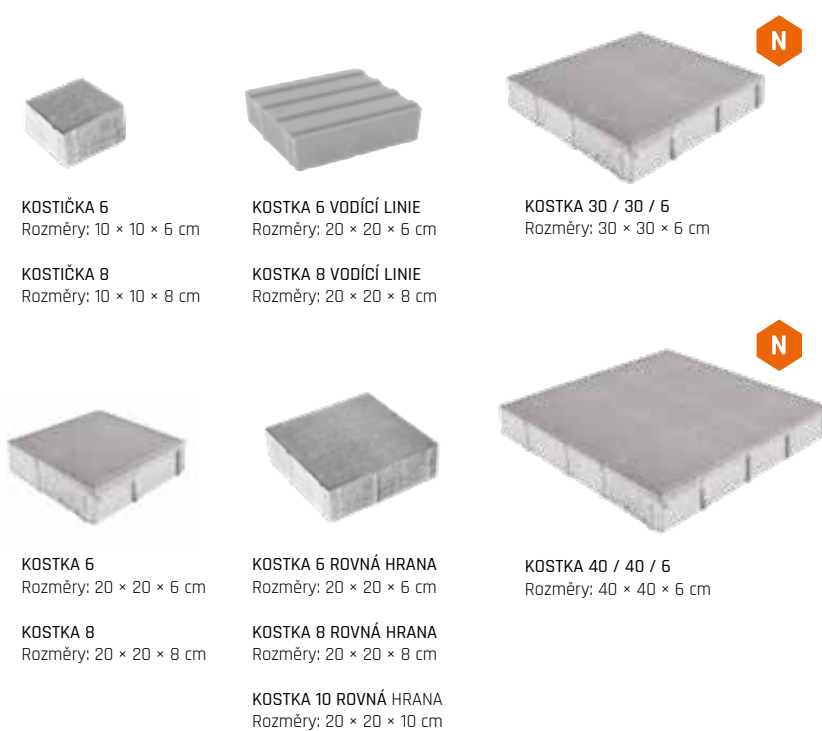 KOSTIČKA 6
Rozměry: 10 × 10 × 6 cm
KOSTIČKA 8
Rozměry: 10 × 10 × 8 cm
KOSTKA 6 VODÍCÍ LINIE
Rozměry: 20 × 20 × 6 cm
KOSTKA 8 VODÍCÍ LINIE
Rozměry: 20 × 20 × 8 cm
N
KOSTKA 30 / 30 / 6
Rozměry: 30 × 30 × 6 cm
KOSTKA 6
Rozměry: 20 × 20 × 6 cm
KOSTKA 8
Rozměry: 20 × 20 × 8 cm
KOSTKA 6 ROVNÁ HRANA
Rozměry: 20 × 20 × 6 cm
KOSTKA 8 ROVNÁ HRANA
Rozměry: 20 × 20 × 8 cm
KOSTKA 10 ROVNÁ HRANA
Rozměry: 20 × 20 × 10 cm
N
KOSTKA 40 / 40 / 6
Rozměry: 40 × 40 × 6 cm